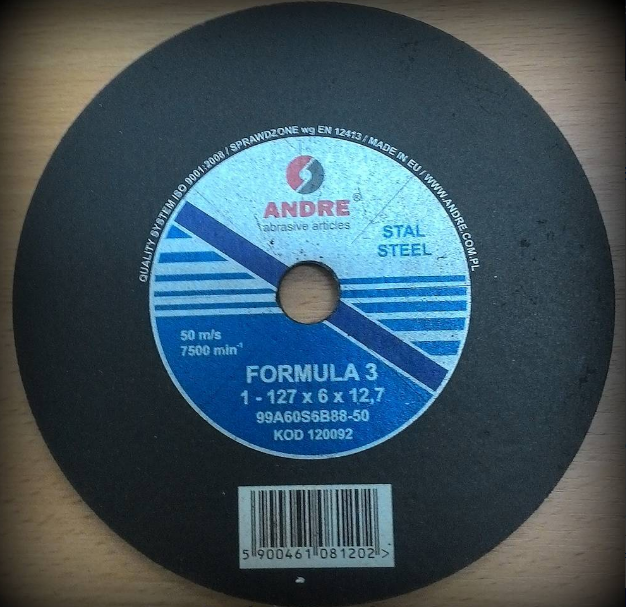 QUALITY SYSTEM ISO 9001:2008 / SPRAWDZONE wg EN 12413 / MADE IN EU / WWW.ANDRE.COM.PL
ANDRE®
abrasive articles
STAL
STEEL
50 m/s
7500 min⁻¹
FORMULA 3
1 - 127 x 6 x 12,7
99A60S6B88-50
KOD 120092
5 900461 081202 >